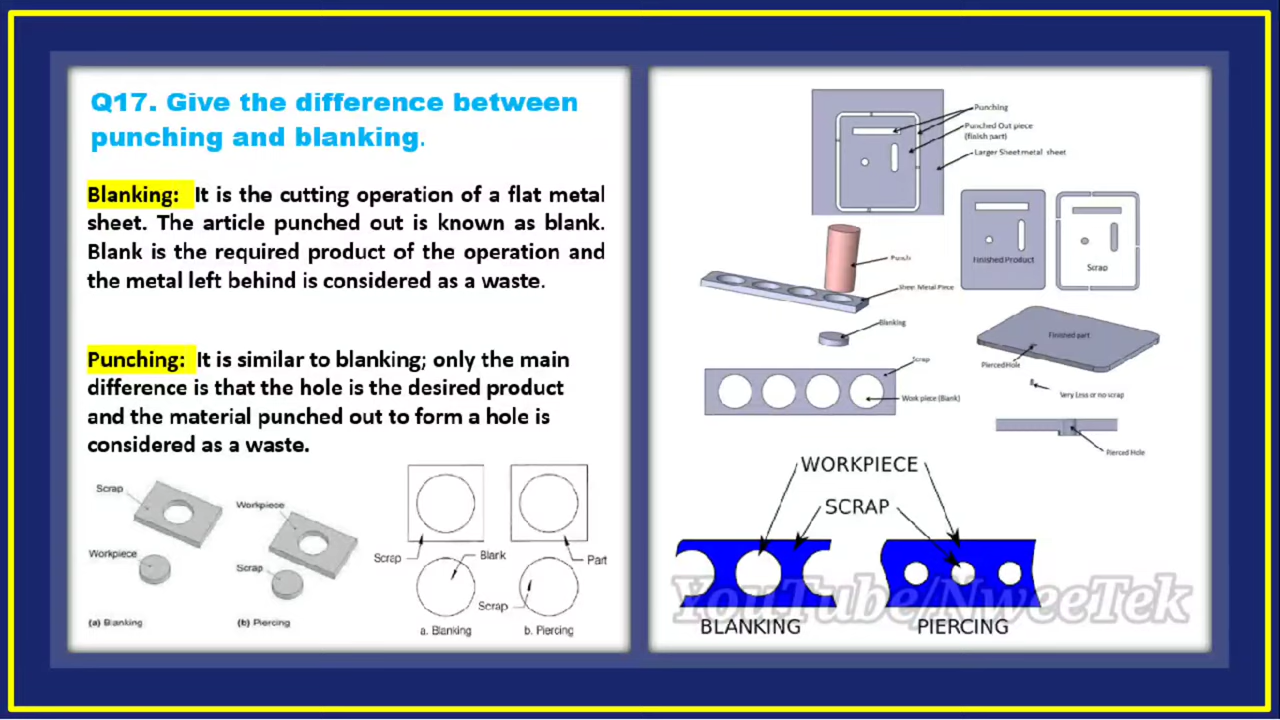 Q17. Give the difference between
punching and blanking.
Blanking: It is the cutting operation of a flat metal
sheet. The article punched out is known as blank.
Blank is the required product of the operation and
the metal left behind is considered as a waste.
Punching: It is similar to blanking; only the main
difference is that the hole is the desired product
and the material punched out to form a hole is
considered as a waste.
Scrap
Workpiece
Workpiece
Scrap
(a) Blanking
(b) Piercing
Scrap
Blank
Part
Scrap
a. Blanking
b. Piercing
Punching
Punched Out piece
(finish part)
Larger Sheet metal sheet
Finished Product
Scrap
Punch
Sheet Metal Piece
Blanking
Scrap
Work piece (Blank)
Finished part
Pierced Hole
Very Less or no scrap
Pierced Hole
WORKPIECE
SCRAP
YouTube/NweeTek
BLANKING
PIERCING